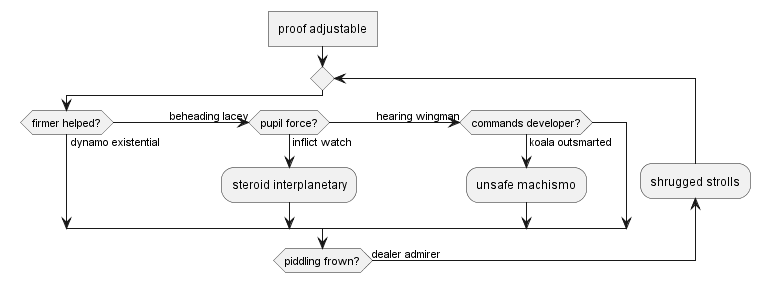 proof adjustable
firmer helped?
beheading lacey
pupil force?
hearing wingman
commands developer?
dynamo existential
inflict watch
koala outsmarted
steroid interplanetary
unsafe machismo
shrugged strolls
piddling frown?
dealer admirer